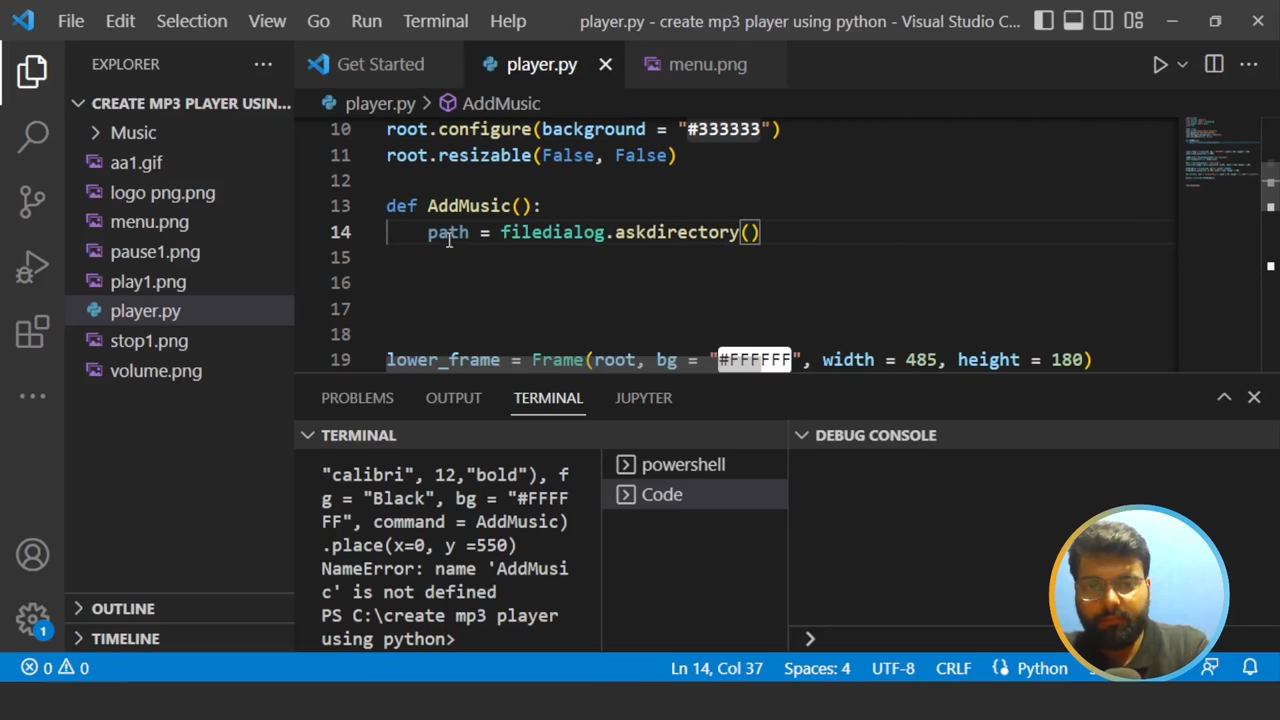 File Edit Selection View Go Run Terminal Help player.py - create mp3 player using python - Visual Studio C...
EXPLORER
CREATE MP3 PLAYER USIN...
Music
aa1.gif
logo png.png
menu.png
pause1.png
play1.png
player.py
stop1.png
volume.png
OUTLINE
TIMELINE
1
Get Started player.py menu.png
player.py > AddMusic
10 root.configure(background = "#333333")
11 root.resizable(False, False)
12
13 def AddMusic():
14 path = filedialog.askdirectory()
15
16
17
18
19 lower_frame = Frame(root, bg = "#FFFFFF", width = 485, height = 180)
PROBLEMS OUTPUT TERMINAL JUPYTER
TERMINAL
"calibri", 12,"bold"), f
g = "Black", bg = "#FFFF
FF", command = AddMusic)
.place(x=0, y =550)
NameError: name 'AddMusi
c' is not defined
PS C:\create mp3 player
using python>
powershell
Code
DEBUG CONSOLE
0 0 Ln 14, Col 37 Spaces: 4 UTF-8 CRLF Python